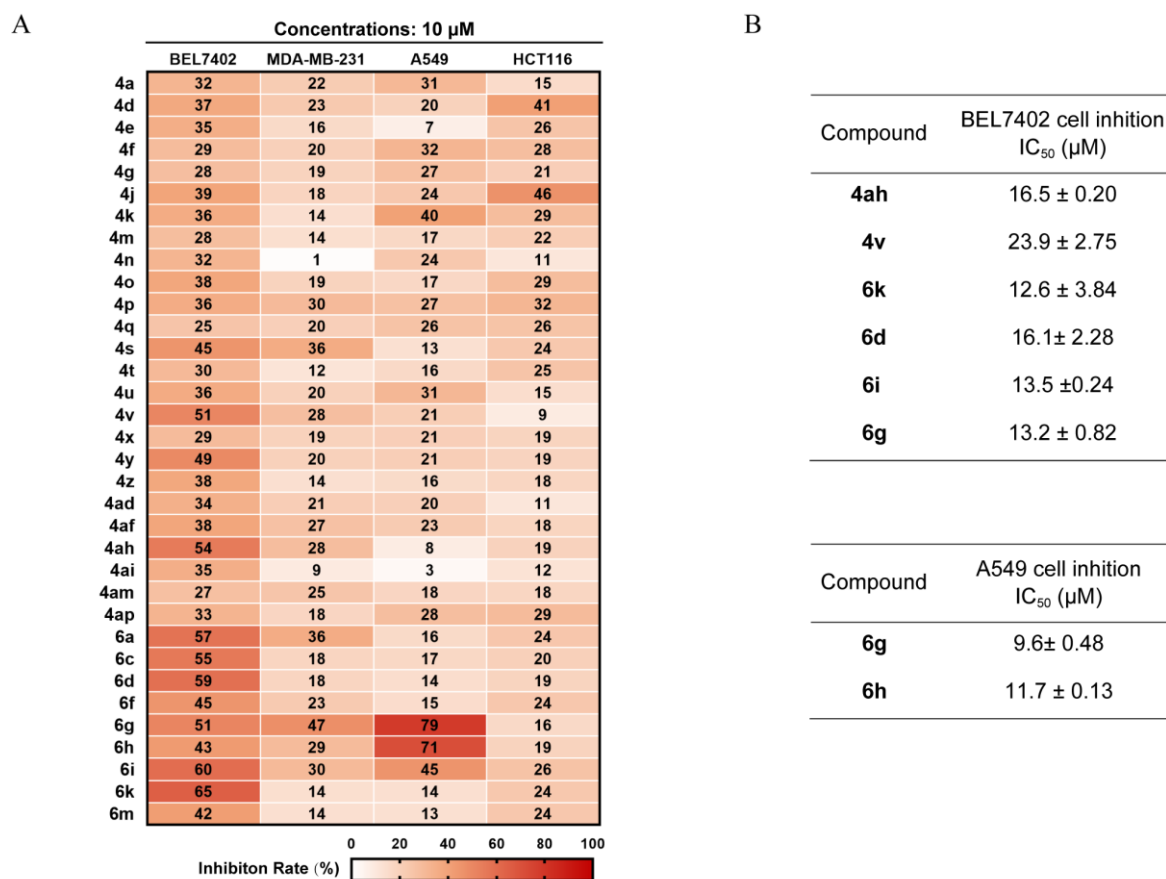 A
Concentrations: 10 μM
BEL7402 MDA-MB-231 A549 HCT116
4a 32 22 31 15
4d 37 23 20 41
4e 35 16 7 26
4f 29 20 32 28
4g 28 19 27 21
4j 39 18 24 46
4k 36 14 40 29
4m 28 14 17 22
4n 32 1 24 11
4o 38 19 17 29
4p 36 30 27 32
4q 25 20 26 26
4s 45 36 13 24
4t 30 12 16 25
4u 36 20 31 15
4v 51 28 21 9
4x 29 19 21 19
4y 49 20 21 19
4z 38 14 16 18
4ad 34 21 20 11
4af 38 27 23 18
4ah 54 28 8 19
4ai 35 9 3 12
4am 27 25 18 18
4ap 33 18 28 29
6a 57 36 16 24
6c 55 18 17 20
6d 59 18 14 19
6f 45 23 15 24
6g 51 47 79 16
6h 43 29 71 19
6i 60 30 45 26
6k 65 14 14 24
6m 42 14 13 24
0 20 40 60 80 100
Inhibiton Rate (%)
B
Compound BEL7402 cell inhition
IC50 (μM)
4ah 16.5 ± 0.20
4v 23.9 ± 2.75
6k 12.6 ± 3.84
6d 16.1± 2.28
6i 13.5 ±0.24
6g 13.2 ± 0.82
Compound A549 cell inhition
IC50 (μM)
6g 9.6± 0.48
6h 11.7 ± 0.13